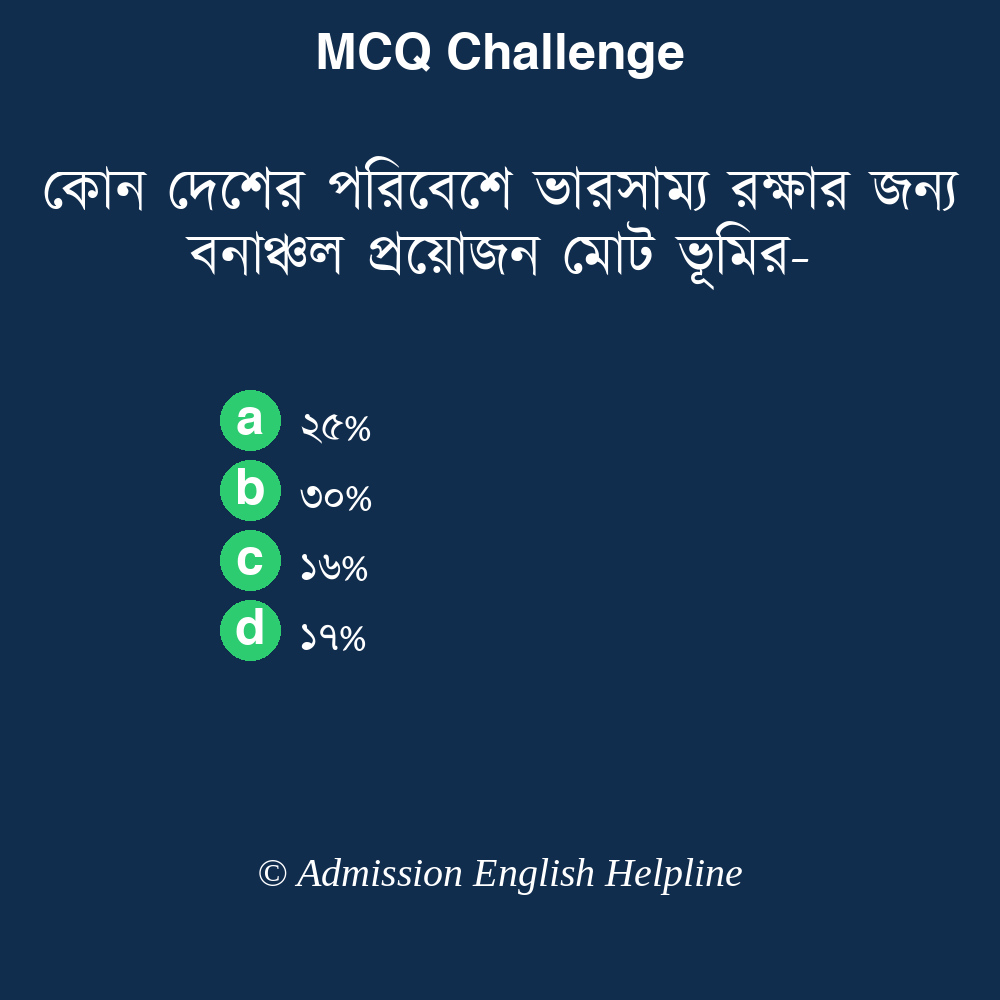 MCQ Challenge
কোন দেশের পরিবেশে ভারসাম্য রক্ষার জন্য
বনাঞ্চল প্রয়োজন মোট ভূমির-
a ২৫%
b ৩০%
c ১৬%
d ১৭%
© Admission English Helpline